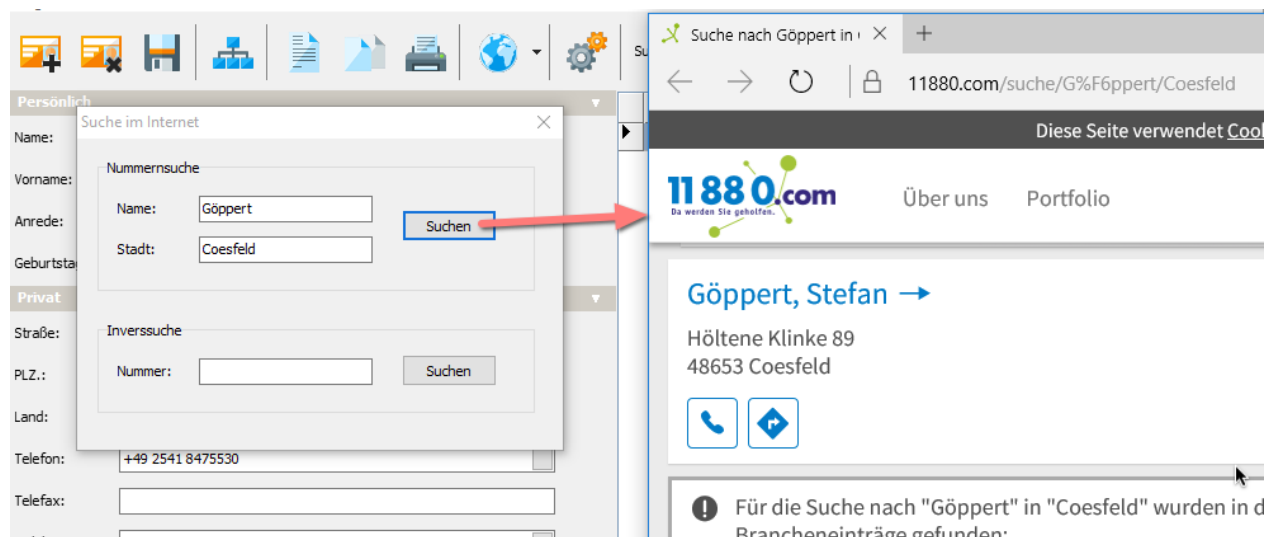 Su
Persönlich
Name:
Vorname:
Anrede:
Geburtsta
Privat
Straße:
PLZ.:
Land:
Telefon:
+49 2541 8475530
Telefax:
Suche im Internet
Nummernsuche
Name:
Göppert
Suchen
Stadt:
Coesfeld
Inverssuche
Nummer:
Suchen
Suche nach Göppert in
11880.com/suche/G%F6ppert/Coesfeld
Diese Seite verwendet Cook
11880.com
Da werden Sie geholfen.
Über uns
Portfolio
Göppert, Stefan →
Höltene Klinke 89
48653 Coesfeld
Für die Suche nach "Göppert" in "Coesfeld" wurden in d
Brancheneinträge gefunden: